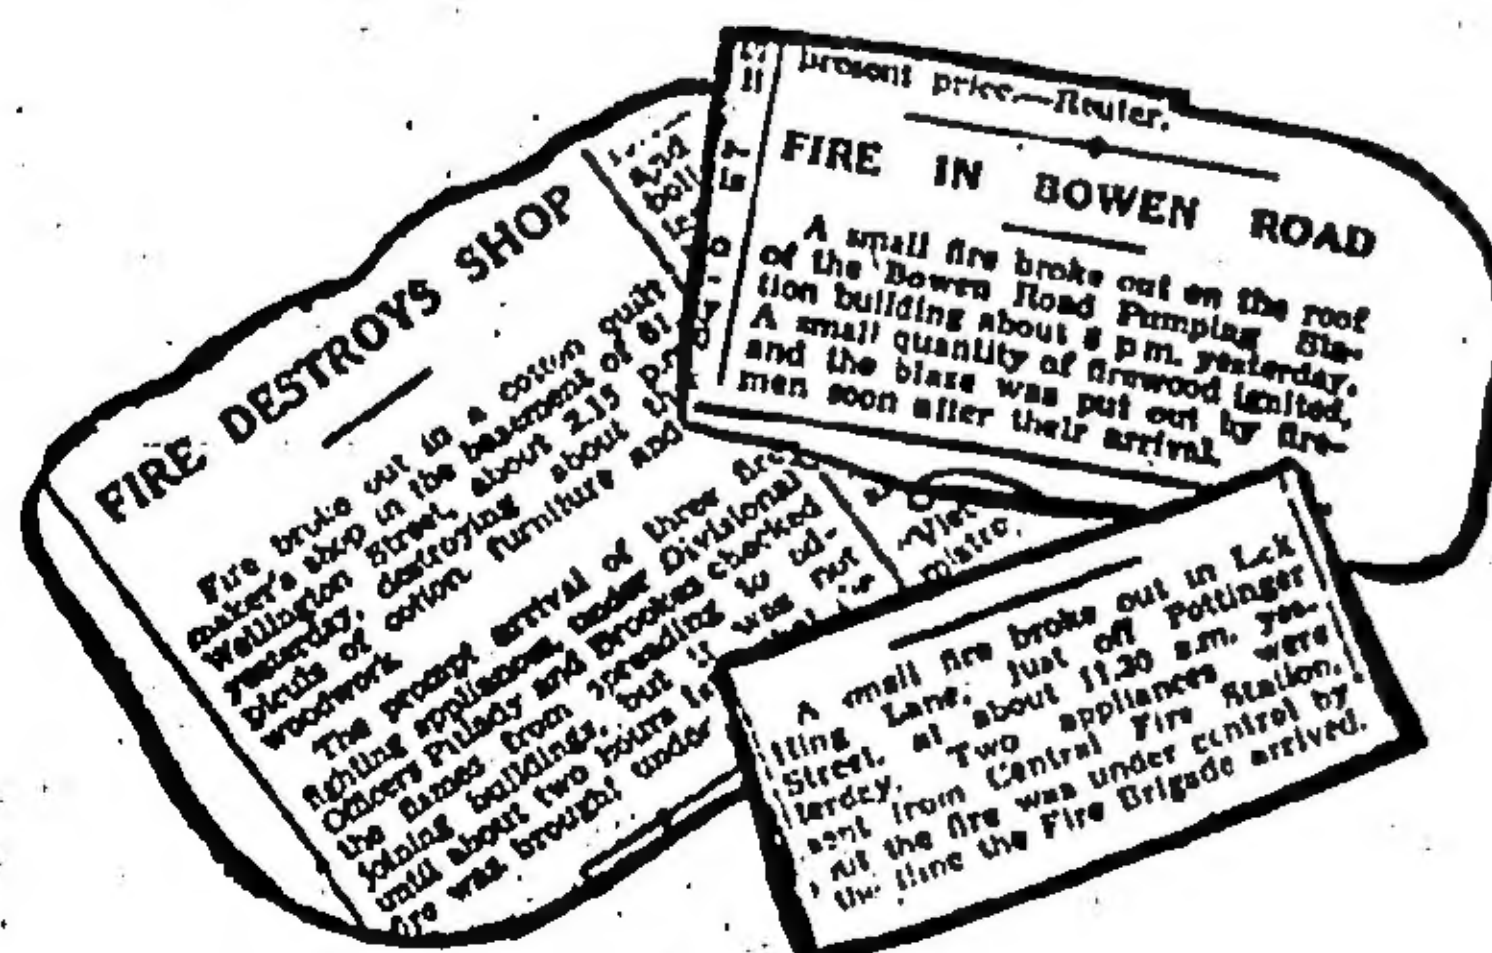 FIRE DESTROYS SHOP
Fire broke out in a cotton quilt
maker's shop in the basement of 61
Wellington Street, about 2.15 p.m.
yesterday, destroying about
piculs of cotton furniture and
woodwork
The prompt arrival of three fire
fighting appliances, under Divisional
Officers Pillady and Brookes checked
the flames from spreading to ad-
joining buildings, but it was not
until about two hours
fire was brought under
and
present price.—Reuter.
FIRE IN BOWEN ROAD
A small fire broke out on the roof
of the Bowen Road Pumping Sta-
tion building about p.m. yesterday.
A small quantity of firewood ignited,
and the blaze was put out by fire-
men soon after their arrival.
A small fire broke out in Lck
Lane, just off Pottinger
Street, at about 11.30 a.m. yes-
terday. Two appliances were
sent from Central Fire Station,
but the fire was under control by
the time the Fire Brigade arrived.